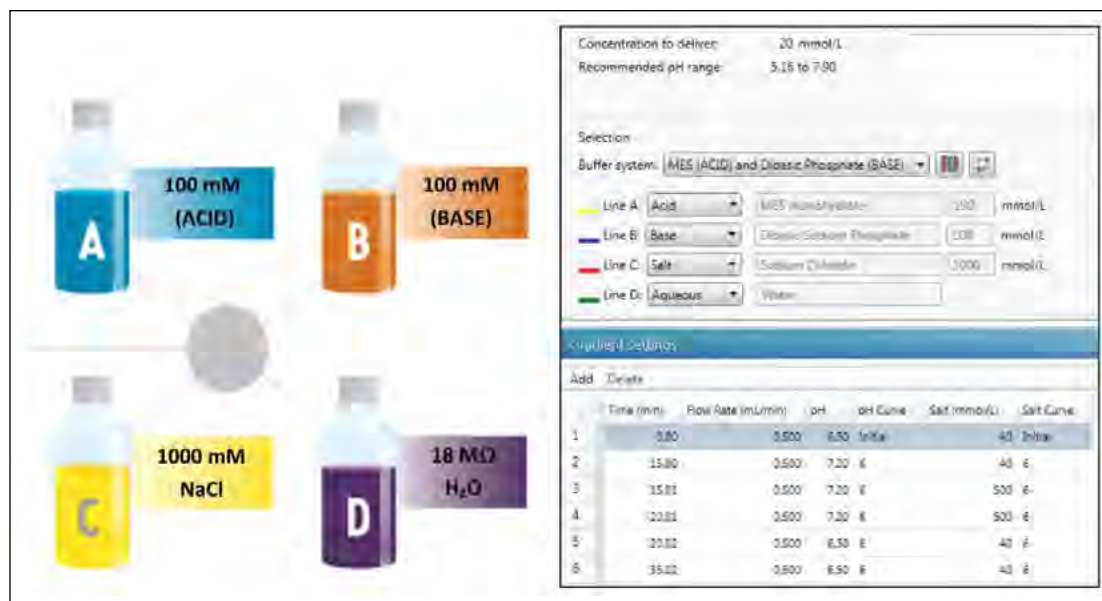 A
100 mM
(ACID)
B
100 mM
(BASE)
C
1000 mM
NaCl
D
18 MΩ
H₂O
Concentration to deliver: 20 mmol/L
Recommended pH range: 5.16 to 7.90
Selection
Buffer system: MES (ACID) and Dibasic Phosphate (BASE)
Line A: Acid MES monohydrate 100 mmol/L
Line B: Base Dibasic Sodium Phosphate 100 mmol/L
Line C: Salt Sodium Chloride 1000 mmol/L
Line D: Aqueous Water
Gradient Settings
Add Delete
Time (min) Flow Rate (mL/min) pH pH Curve Salt (mmol/L) Salt Curve
1 0.00 0.500 6.50 Initial 40 Initial
2 15.00 0.500 7.20 6 40 6
3 15.01 0.500 7.20 6 500 6
4 20.01 0.500 7.20 6 500 6
5 20.02 0.500 6.50 6 40 6
6 35.02 0.500 6.50 6 40 6